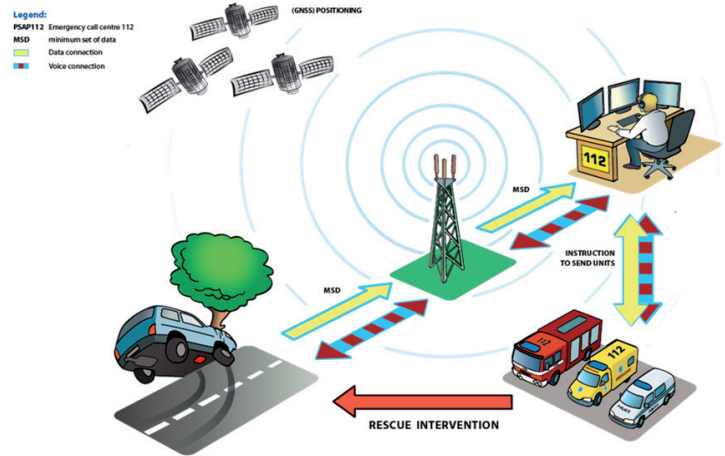 Legend:
PSAP112 Emergency call centre 112
MSD minimum set of data
Data connection
Voice connection
(GNSS) POSITIONING
112
MSD
MSD
INSTRUCTION
TO SEND UNITS
112
112
POLICE
RESCUE INTERVENTION